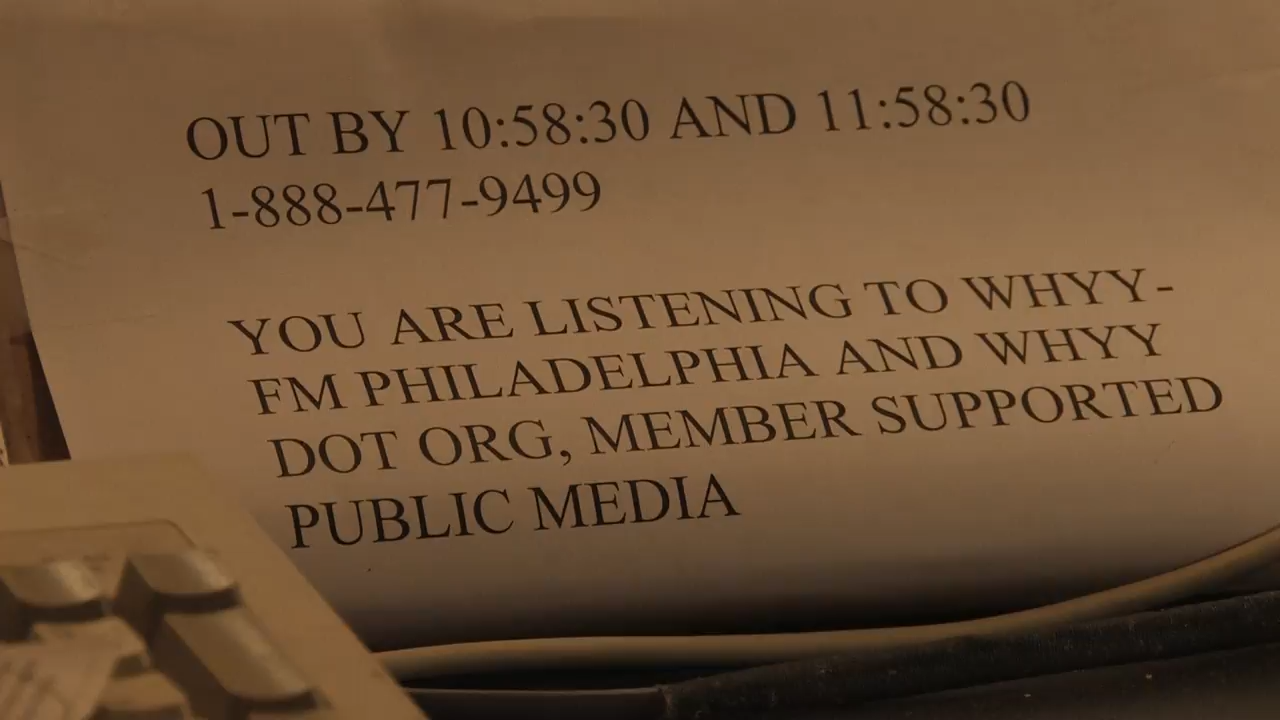 OUT BY 10:58:30 AND 11:58:30
1-888-477-9499
YOU ARE LISTENING TO WHYY-
FM PHILADELPHIA AND WHYY
DOT ORG, MEMBER SUPPORTED
PUBLIC MEDIA